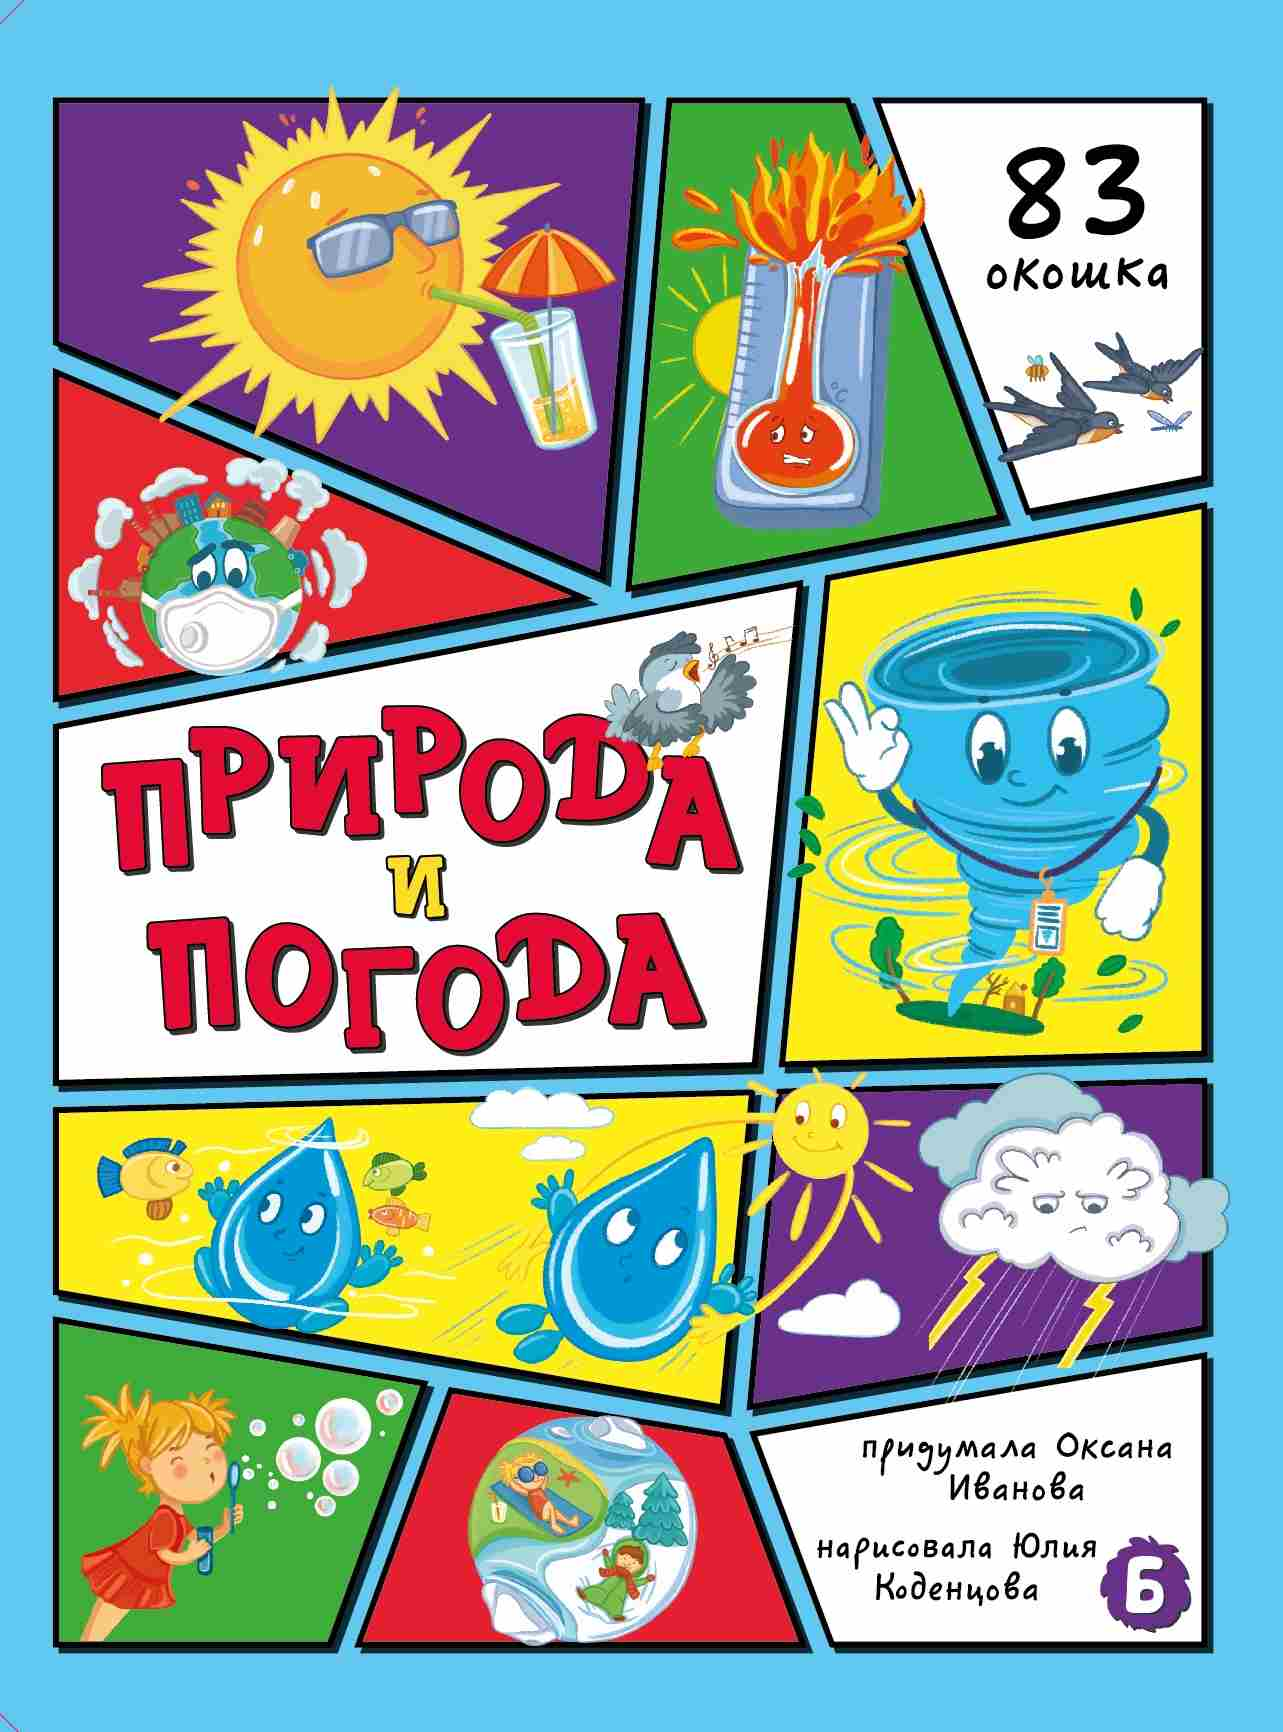 83
окошка
°C
ПРИРОДА
И
ПОГОДА
придумала Оксана
Иванова
нарисовала Юлия
Коденцова
Б